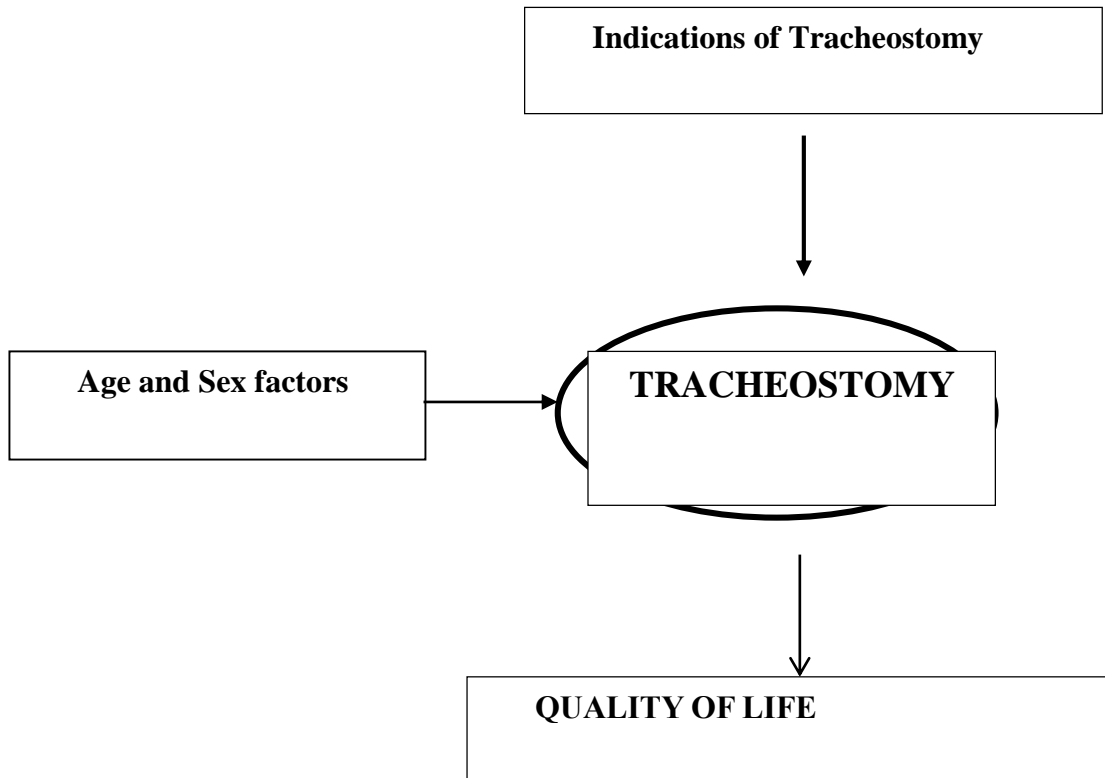 Indications of Tracheostomy
Age and Sex factors
TRACHEOSTOMY
QUALITY OF LIFE